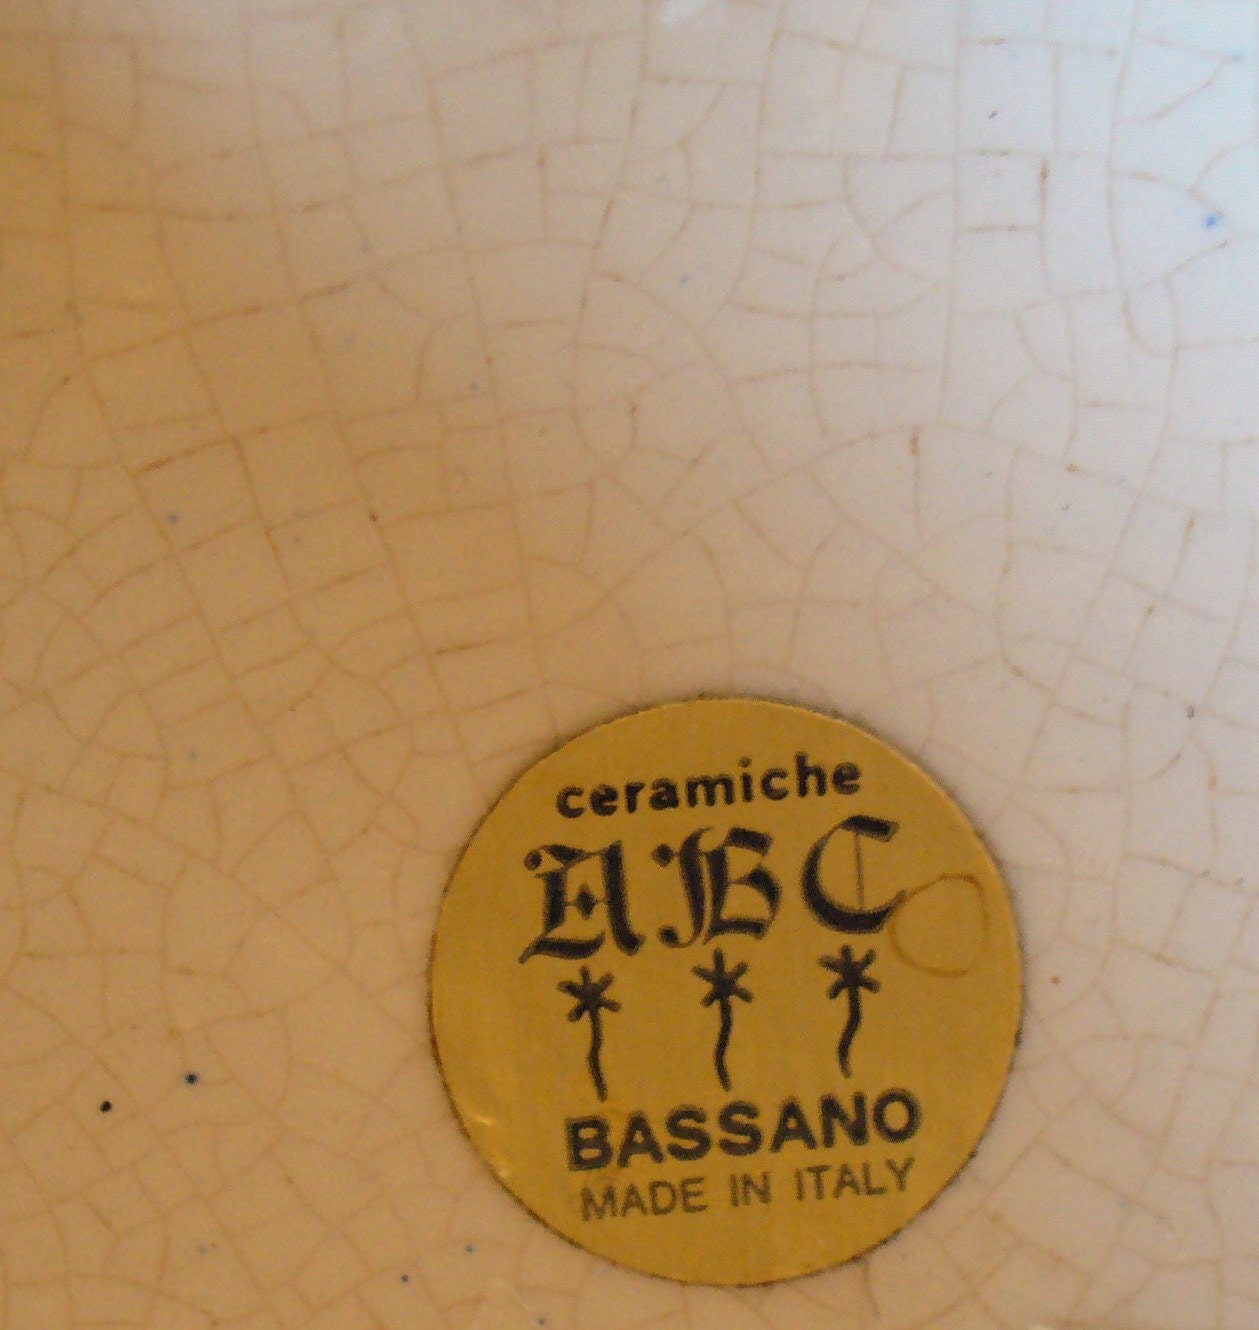 ceramiche
ABC
BASSANO
MADE IN ITALY